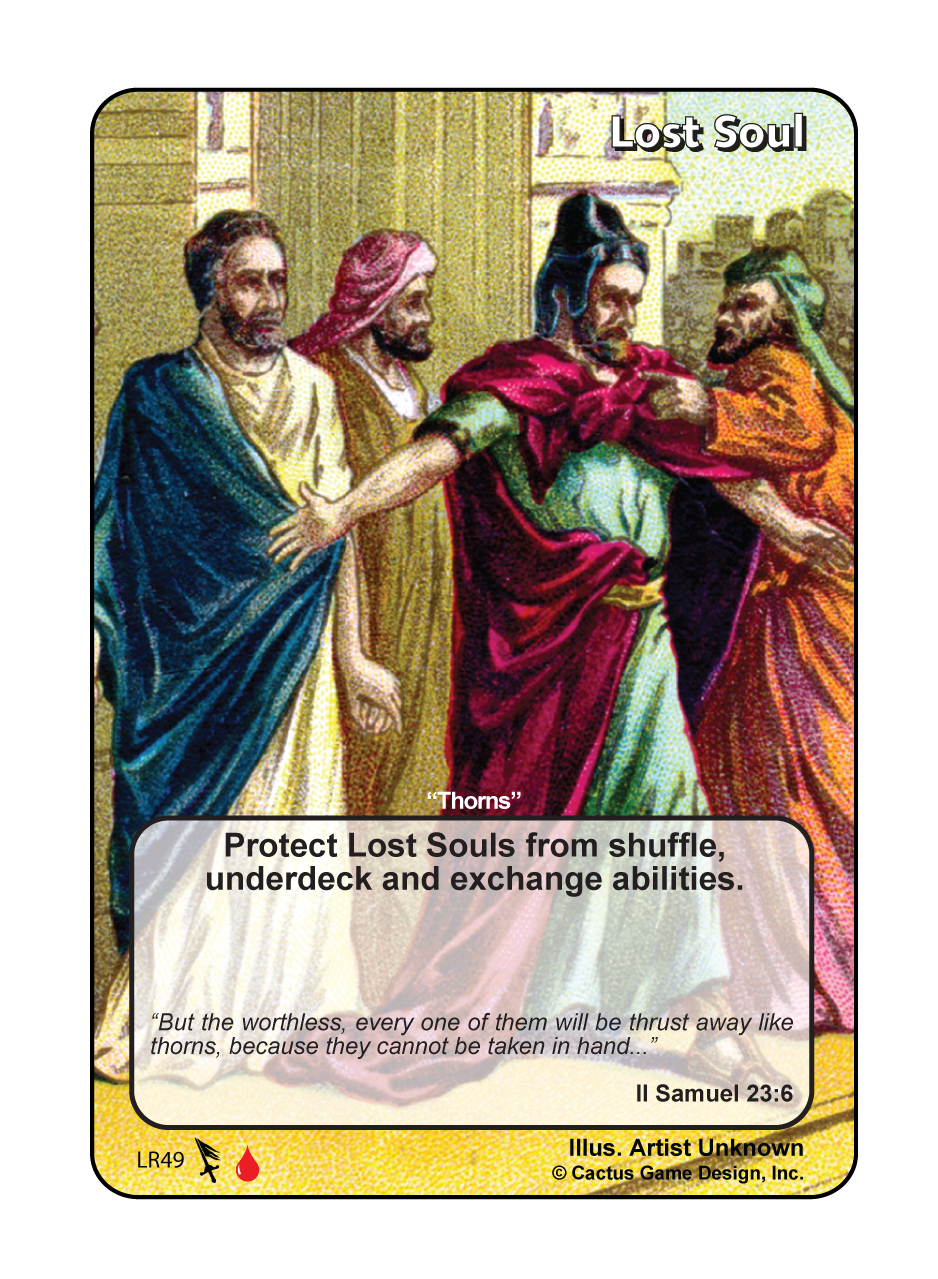 Lost Soul
“Thorns”
Protect Lost Souls from shuffle,
underdeck and exchange abilities.
“But the worthless, every one of them will be thrust away like
thorns, because they cannot be taken in hand...”
II Samuel 23:6
LR49
Illus. Artist Unknown
© Cactus Game Design, Inc.